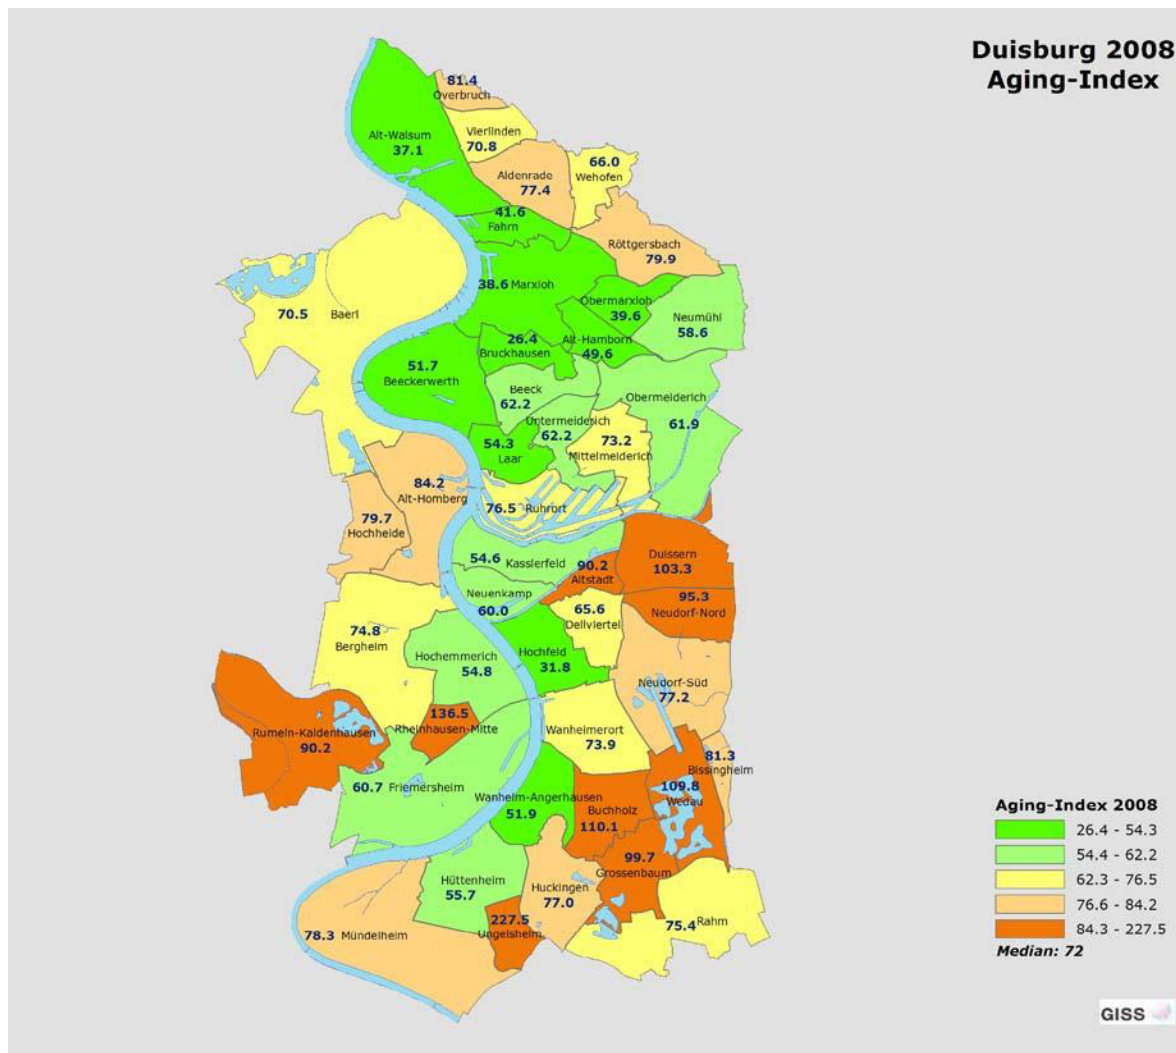 Duisburg 2008
Aging-Index
81.4
Overbruch
Vierlinden
70.8
Alt-Walsum
37.1
66.0
Wehofen
Aldenrade
77.4
41.6
Fahrn
Röttgersbach
79.9
38.6 Marxloh
Obermarxloh
39.6
Neumühl
58.6
70.5 Baerl
26.4
Bruckhausen
Alt-Hamborn
49.6
51.7
Beeckerwerth
Beeck
62.2
Obermeiderich
61.9
Untermeiderich
62.2
73.2
Mittelmeiderich
54.3
Laar
84.2
Alt-Homberg
76.5 Ruhrort
79.7
Hochheide
54.6 Kasslerfeld
90.2
Altstadt
Duissern
103.3
Neuenkamp
60.0
95.3
Neudorf-Nord
65.6
Dellviertel
74.8
Bergheim
Hochemmerich
54.8
Hochfeld
31.8
Neudorf-Süd
77.2
136.5
Rheinhausen-Mitte
Rumeln-Kaldenhausen
90.2
Wanheimerort
73.9
81.3
Bissingheim
60.7 Friemersheim
109.8
Wedau
Wanheim-Angerhausen
51.9
Buchholz
110.1
99.7
Grossenbaum
Hüttenheim
55.7
Huckingen
77.0
227.5
Ungelsheim
75.4 Rahm
78.3 Mündelheim
Aging-Index 2008
26.4 - 54.3
54.4 - 62.2
62.3 - 76.5
76.6 - 84.2
84.3 - 227.5
Median: 72
GISS